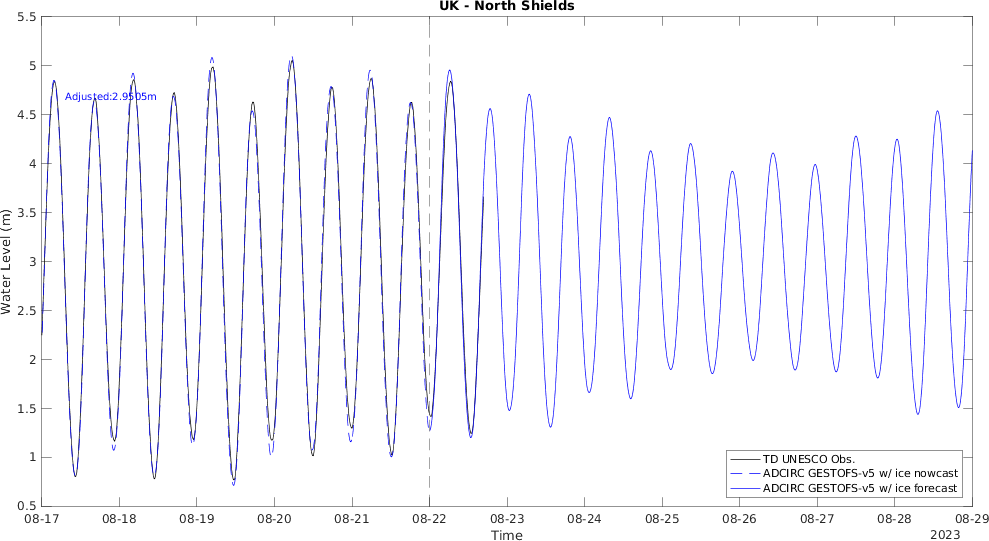 UK - North Shields
5.5
5
4.5
4
3.5
3
2.5
2
1.5
1
0.5
Water Level (m)
Adjusted:2.9505m
TD UNESCO Obs.
ADCIRC GESTOFS-v5 w/ ice nowcast
ADCIRC GESTOFS-v5 w/ ice forecast
08-17 08-18 08-19 08-20 08-21 08-22 08-23 08-24 08-25 08-26 08-27 08-28 08-29
Time
2023